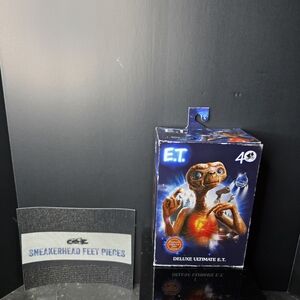 E.T.
40
SNEAKERHEAD FEET PIECES
DELUXE ULTIMATE E.T.